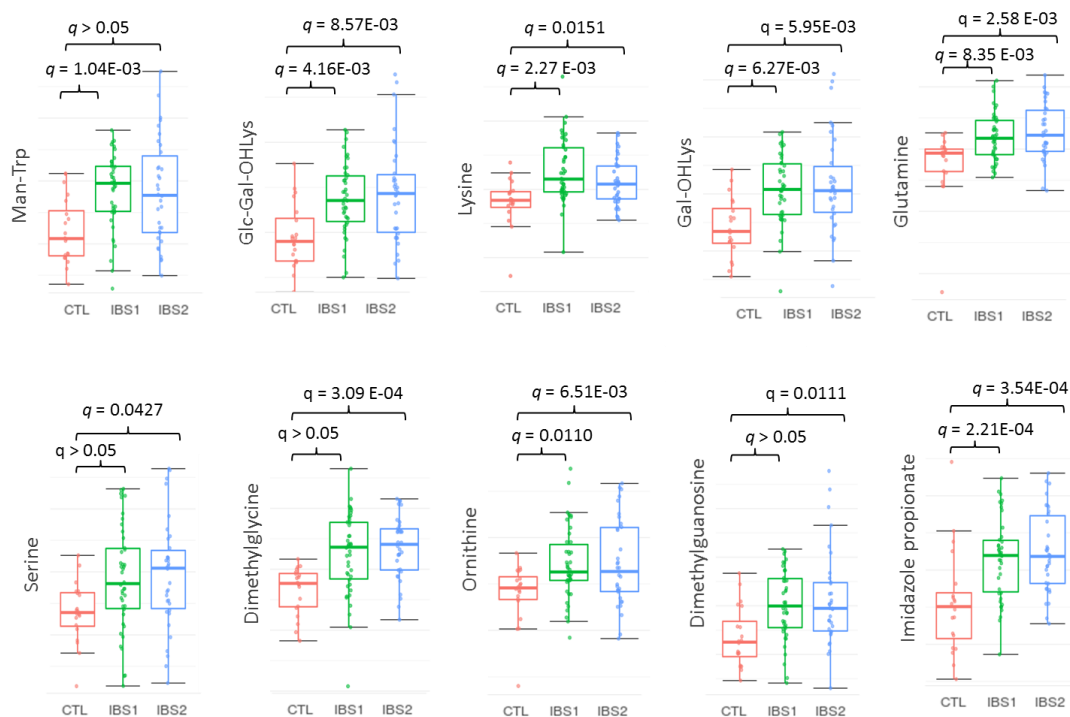 q > 0.05
q = 1.04E-03
Man-Trp
CTL IBS1 IBS2
q = 8.57E-03
q = 4.16E-03
Glc-Gal-OHLys
CTL IBS1 IBS2
q = 0.0151
q = 2.27 E-03
Lysine
CTL IBS1 IBS2
q = 5.95E-03
q = 6.27E-03
Gal-OHLys
CTL IBS1 IBS2
q = 2.58 E-03
q = 8.35 E-03
Glutamine
CTL IBS1 IBS2
q = 0.0427
q > 0.05
Serine
CTL IBS1 IBS2
q = 3.09 E-04
q > 0.05
Dimethylglycine
CTL IBS1 IBS2
q = 6.51E-03
q = 0.0110
Ornithine
CTL IBS1 IBS2
q = 0.0111
q > 0.05
Dimethylguanosine
CTL IBS1 IBS2
q = 3.54E-04
q = 2.21E-04
Imidazole propionate
CTL IBS1 IBS2